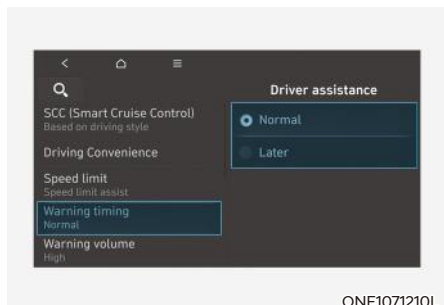 Driver assistance
SCC (Smart Cruise Control)
Based on driving style
Driving Convenience
Speed limit
Speed limit assist
Warning timing
Normal
Warning volume
High
Normal
Later
ONE1071210L